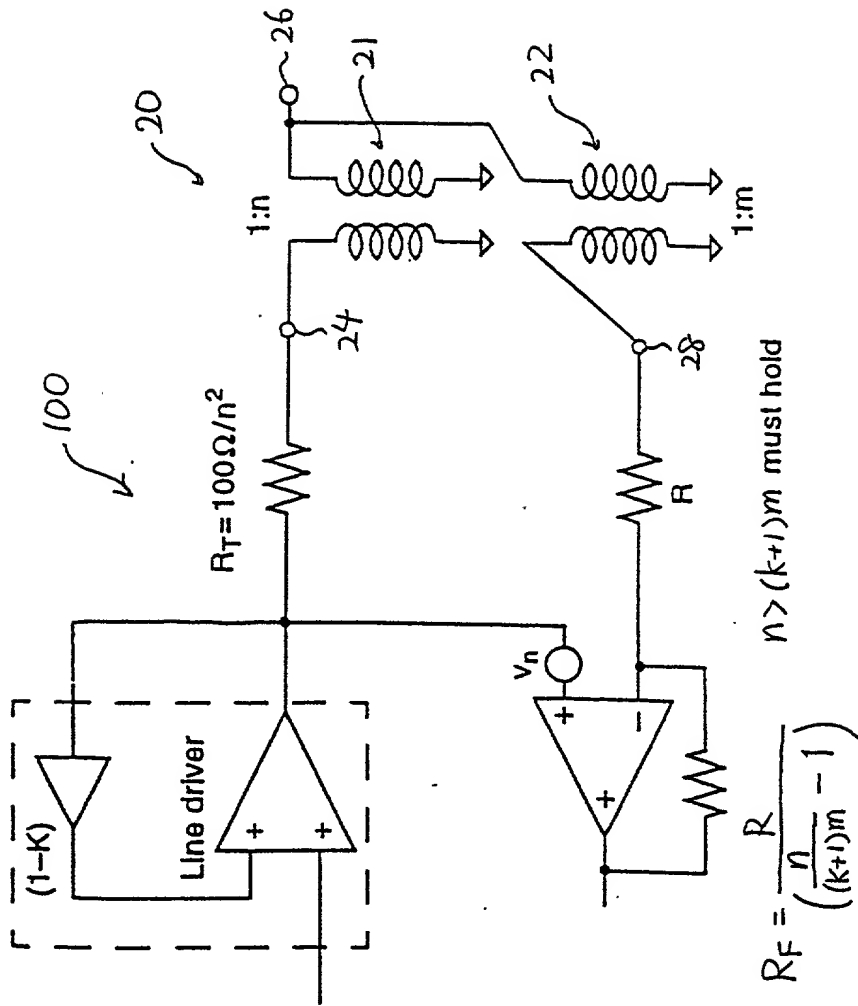 100
20
(1–K)
Line driver
+
+
R_T=100Ω/n²
24
1:n
26
21
22
1:m
28
V_n
+
−
+
R
n>(k+1)m must hold
R_F = R / (n/((k+1)m) − 1)